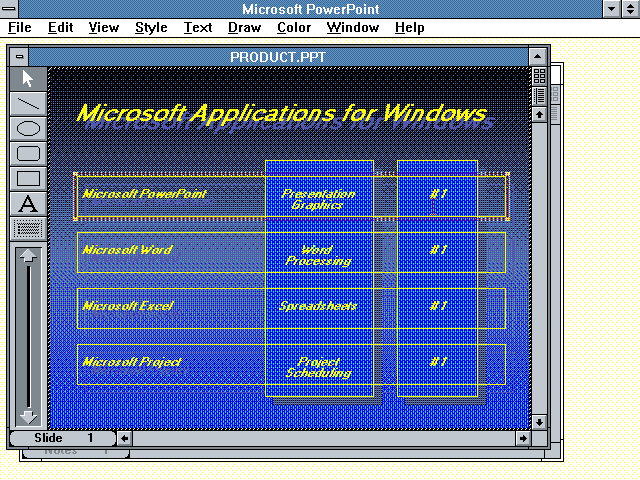 Microsoft PowerPoint
File Edit View Style Text Draw Color Window Help
PRODUCT.PPT
A
Microsoft Applications for Windows
Microsoft PowerPoint Presentation Graphics # 1
Microsoft Word Word Processing # 1
Microsoft Excel Spreadsheets # 1
Microsoft Project Project Scheduling # 1
Slide 1
Notes 1